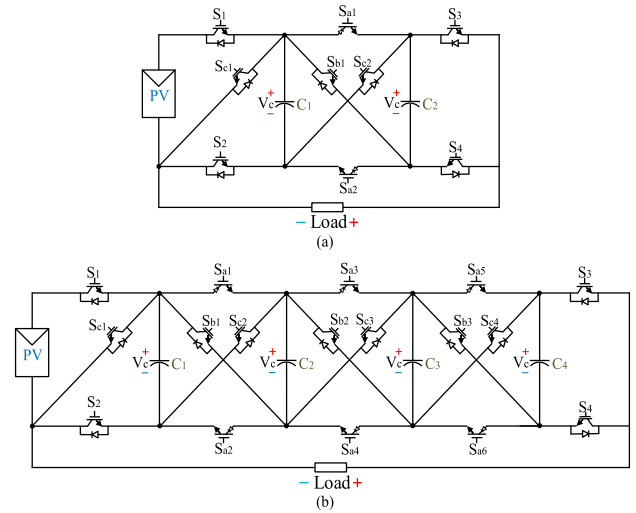 S1 Sa1 S3
Sc1 Sb1 Sc2
PV
+ +
Vc C1 Vc C2
− −
S2 S4
Sa2
− Load +
(a)
S1 Sa1 Sa3 Sa5 S3
Sc1 Sb1 Sc2 Sb2 Sc3 Sb3 Sc4
PV
+ + + +
Vc C1 Vc C2 Vc C3 Vc C4
− − − −
S2 S4
Sa2 Sa4 Sa6
− Load +
(b)